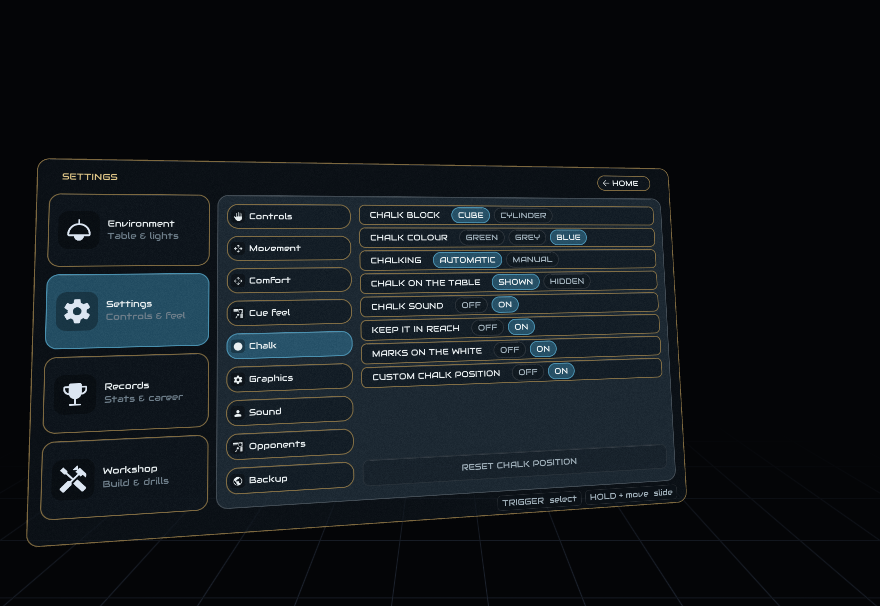 SETTINGS
← HOME
Environment
Table & lights
Settings
Controls & feel
Records
Stats & career
Workshop
Build & drills
Controls
Movement
Comfort
Cue feel
Chalk
Graphics
Sound
Opponents
Backup
CHALK BLOCK CUBE CYLINDER
CHALK COLOUR GREEN GREY BLUE
CHALKING AUTOMATIC MANUAL
CHALK ON THE TABLE SHOWN HIDDEN
CHALK SOUND OFF ON
KEEP IT IN REACH OFF ON
MARKS ON THE WHITE OFF ON
CUSTOM CHALK POSITION OFF ON
RESET CHALK POSITION
TRIGGER select HOLD + move slide